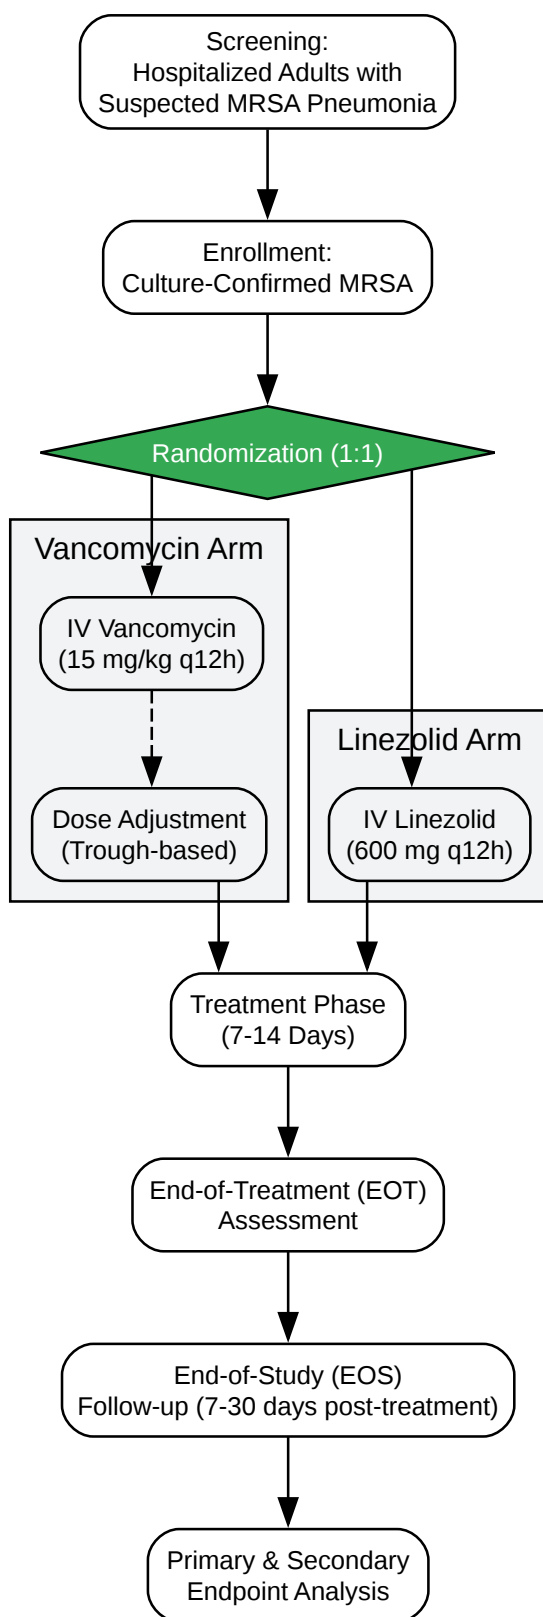 Screening:
Hospitalized Adults with
Suspected MRSA Pneumonia
Enrollment:
Culture-Confirmed MRSA
Randomization (1:1)
Vancomycin Arm
IV Vancomycin
(15 mg/kg q12h)
Dose Adjustment
(Trough-based)
Linezolid Arm
IV Linezolid
(600 mg q12h)
Treatment Phase
(7-14 Days)
End-of-Treatment (EOT)
Assessment
End-of-Study (EOS)
Follow-up (7-30 days post-treatment)
Primary & Secondary
Endpoint Analysis